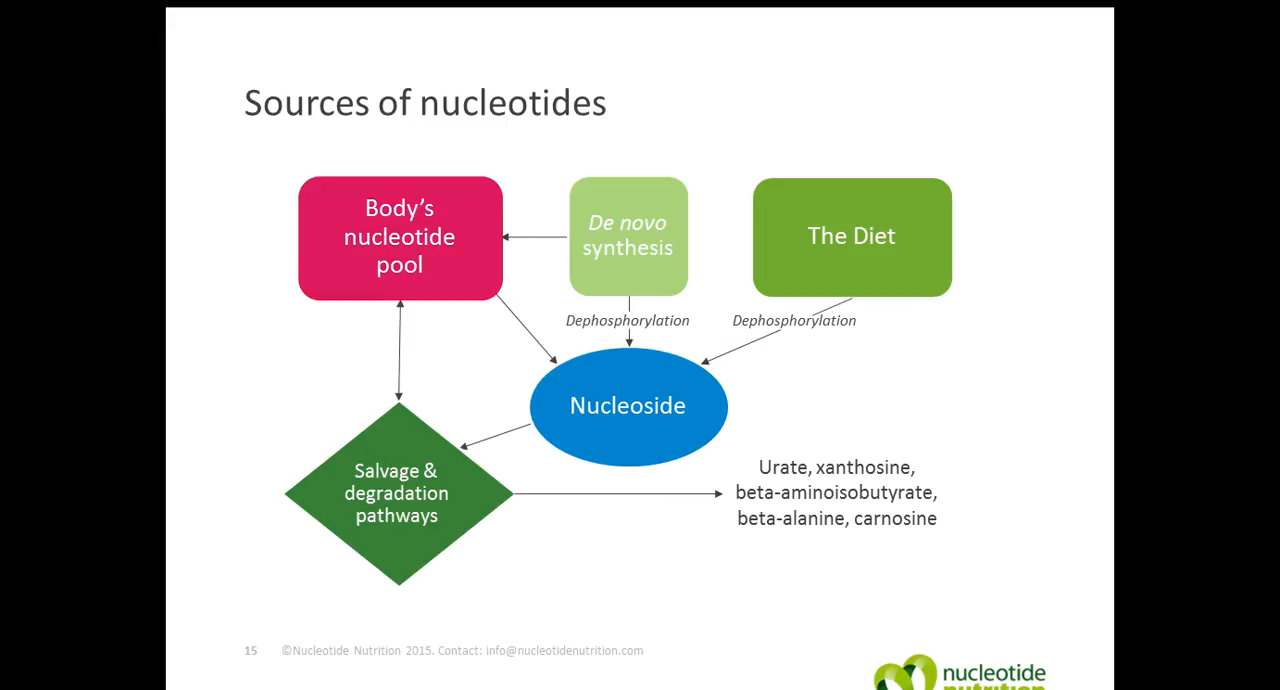 Sources of nucleotides
Body’s
nucleotide
pool
De novo
synthesis
The Diet
Dephosphorylation
Dephosphorylation
Nucleoside
Salvage &
degradation
pathways
Urate, xanthosine,
beta-aminoisobutyrate,
beta-alanine, carnosine
15 ©Nucleotide Nutrition 2015. Contact: info@nucleotidenutrition.com
nucleotide
nutrition